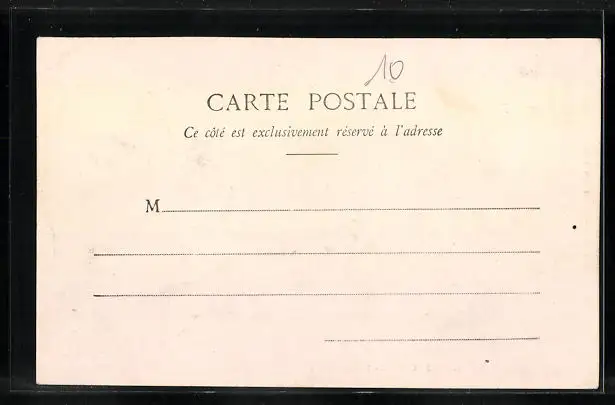 10
CARTE POSTALE
Ce côté est exclusivement réservé à l'adresse
M